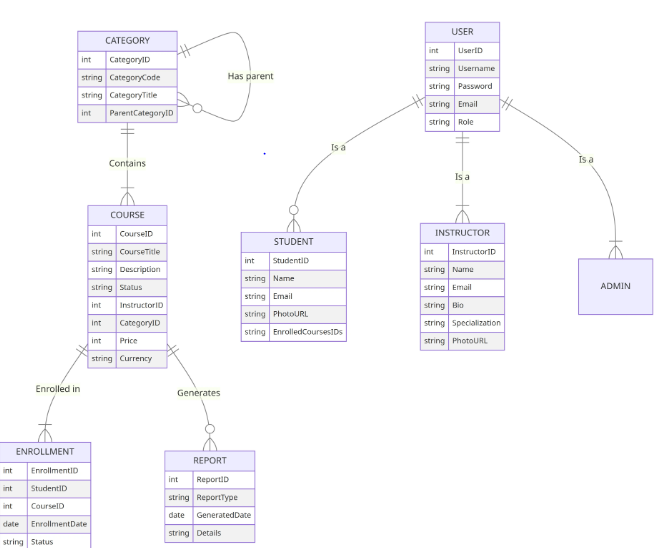 CATEGORY
int CategoryID
string CategoryCode
string CategoryTitle
int ParentCategoryID
Has parent
Contains
COURSE
int CourseID
string CourseTitle
string Description
string Status
int InstructorID
int CategoryID
int Price
string Currency
Enrolled in
Generates
ENROLLMENT
int EnrollmentID
int StudentID
int CourseID
date EnrollmentDate
string Status
REPORT
int ReportID
string ReportType
date GeneratedDate
string Details
USER
int UserID
string Username
string Password
string Email
string Role
Is a
Is a
Is a
STUDENT
int StudentID
string Name
string Email
string PhotoURL
string EnrolledCoursesIDs
INSTRUCTOR
int InstructorID
string Name
string Email
string Bio
string Specialization
string PhotoURL
ADMIN